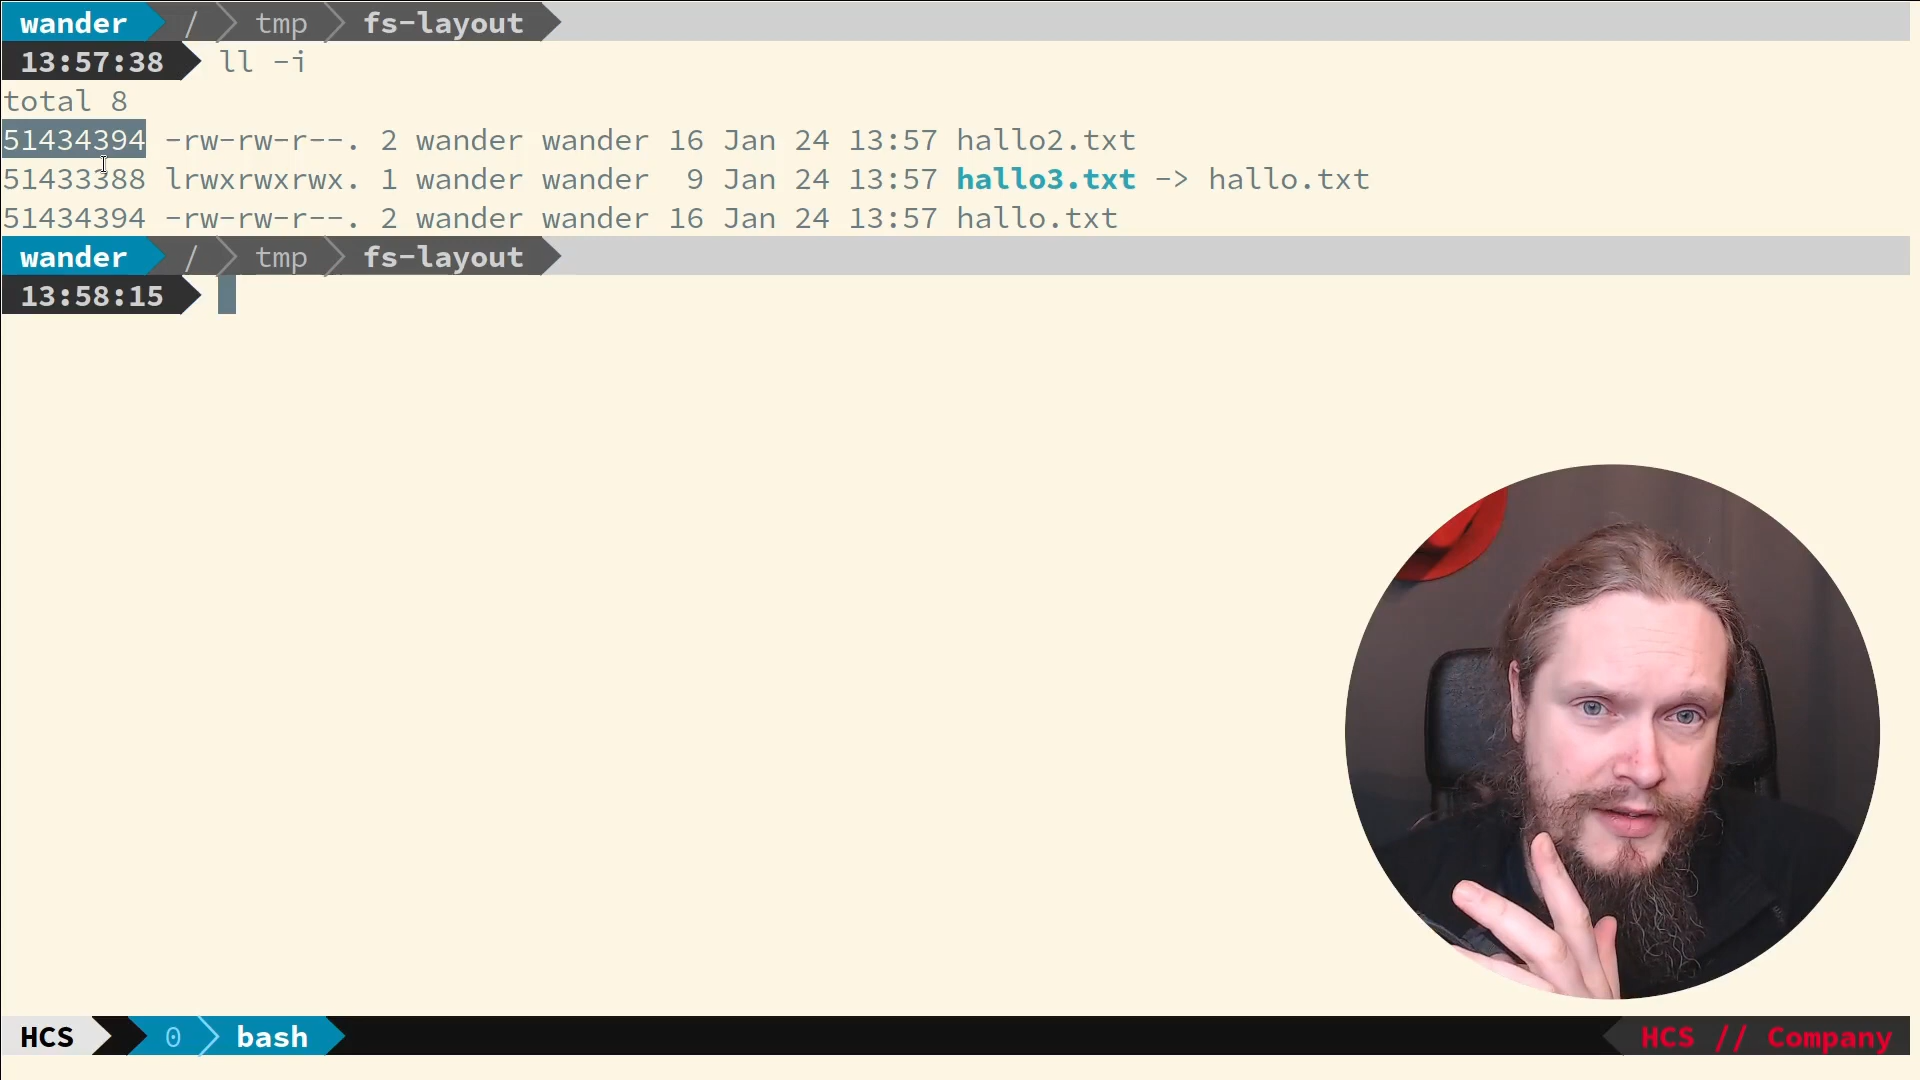 wander / tmp fs-layout
13:57:38 ll -i
total 8
51434394 -rw-rw-r--. 2 wander wander 16 Jan 24 13:57 hallo2.txt
51433388 lrwxrwxrwx. 1 wander wander  9 Jan 24 13:57 hallo3.txt -> hallo.txt
51434394 -rw-rw-r--. 2 wander wander 16 Jan 24 13:57 hallo.txt
wander / tmp fs-layout
13:58:15
HCS 0 bash HCS // Company